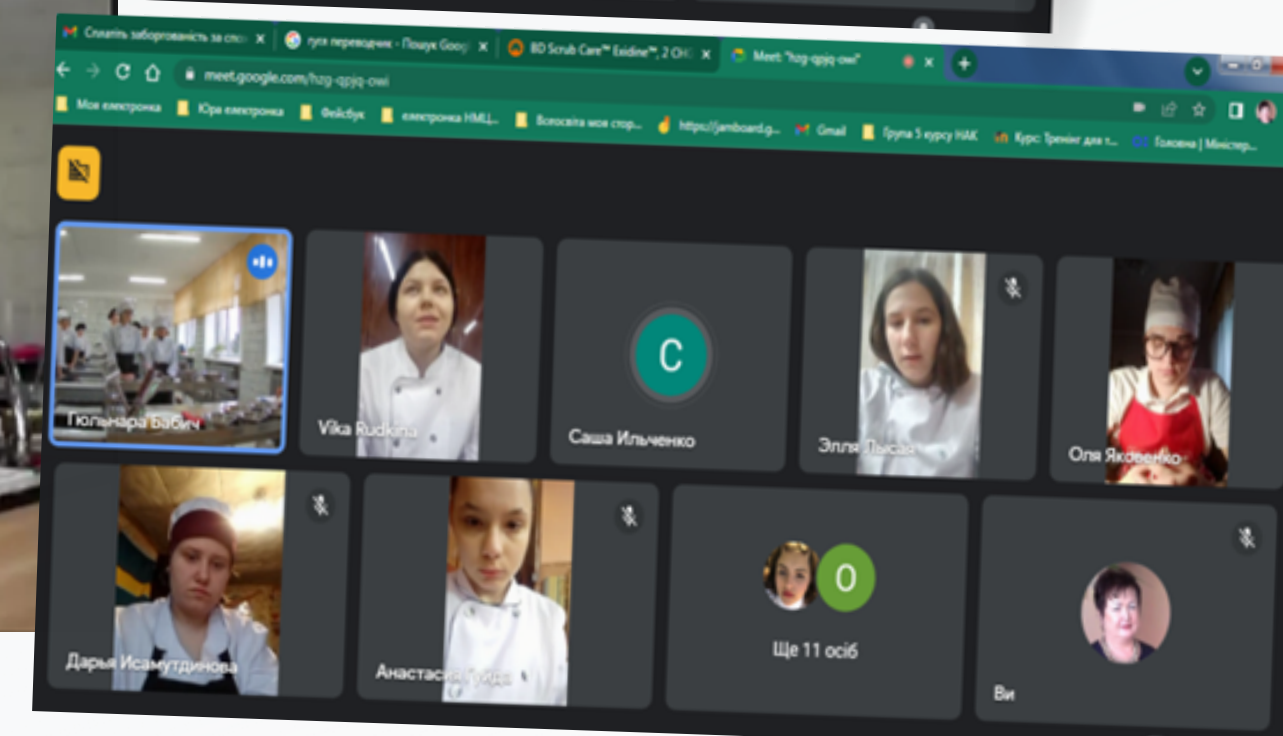 Сплатіть заборгованість за спо
гугл переводчик - Пошук Goog
BD Scrub Care™ Exidine™, 2 CH
Meet: "hzg-qpjq-owi"
meet.google.com/hzg-qpjq-owi
Моя електронка
Юра електронка
Фейсбук
електронка НМЦ...
Всеосвіта моя стор...
https://jamboard.g...
Gmail
Група 5 курсу НАК
Курс: Тренінг для т...
Головна | Міністер...
Гюльнара Бабич
Vika Rudkina
С
Саша Ильченко
Элля Лысая
Оля Яковенко
Дарья Исамутдинова
Анастасия
О
Ще 11 осіб
Ви